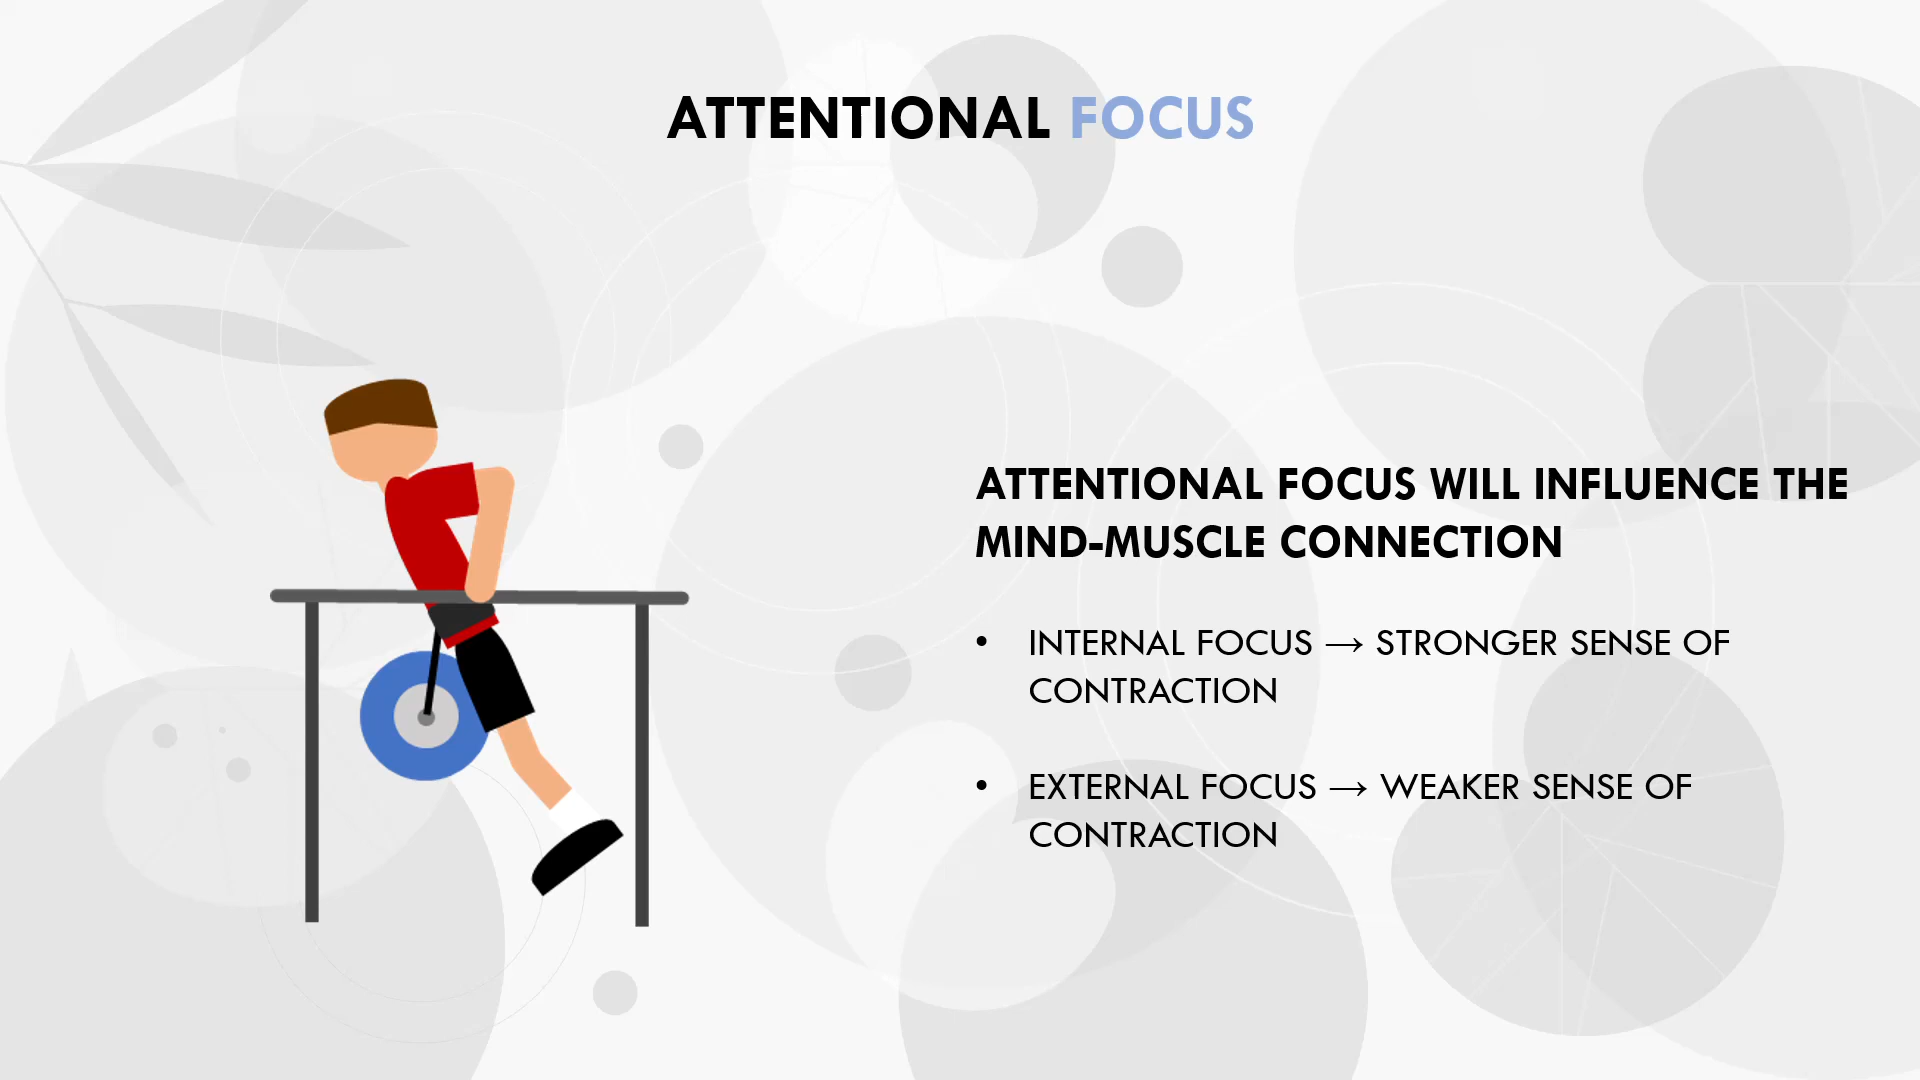 ATTENTIONAL FOCUS
ATTENTIONAL FOCUS WILL INFLUENCE THE
MIND-MUSCLE CONNECTION
• INTERNAL FOCUS → STRONGER SENSE OF
CONTRACTION
• EXTERNAL FOCUS → WEAKER SENSE OF
CONTRACTION